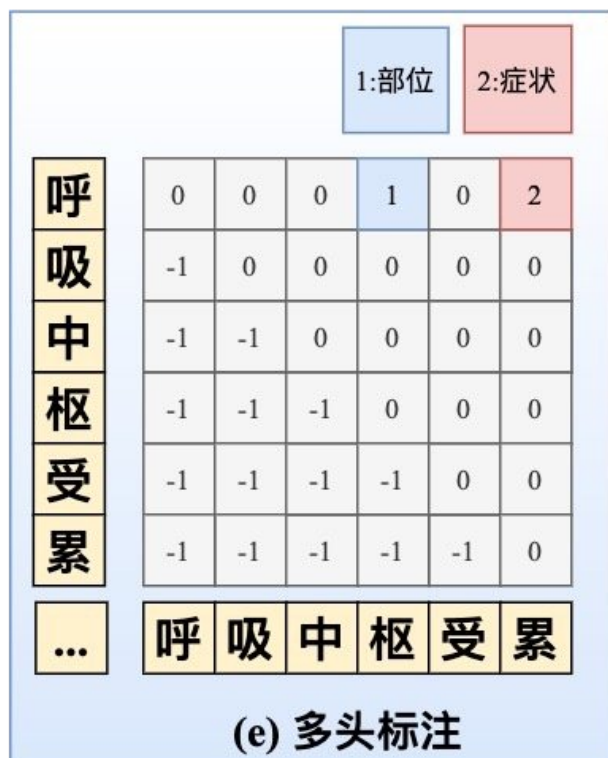 1:部位 2:症状
呼 0 0 0 1 0 2
吸 -1 0 0 0 0 0
中 -1 -1 0 0 0 0
枢 -1 -1 -1 0 0 0
受 -1 -1 -1 -1 0 0
累 -1 -1 -1 -1 -1 0
... 呼 吸 中 枢 受 累
(e) 多头标注